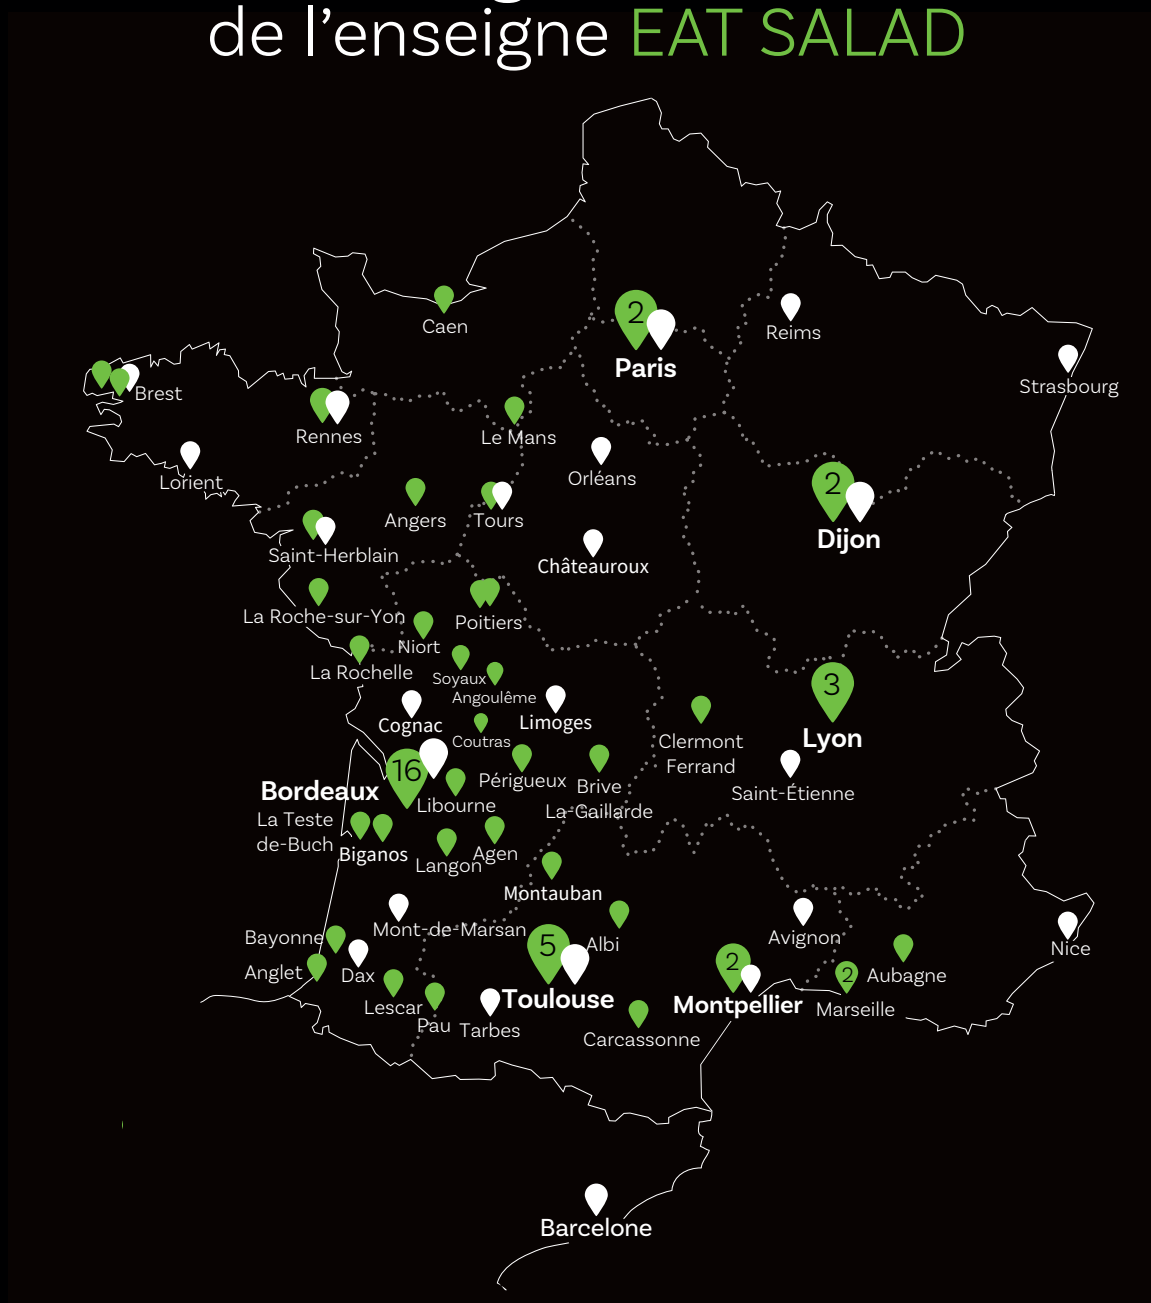 de l'enseigne EAT SALAD
Caen
2
Paris
Reims
Strasbourg
Brest
Rennes
Le Mans
Lorient
Orléans
Angers
Tours
2
Dijon
Saint-Herblain
Châteauroux
La Roche-sur-Yon
Poitiers
Niort
La Rochelle
Soyaux
Angoulême
3
Lyon
Cognac
Limoges
Coutras
Clermont
Ferrand
16
Bordeaux
Libourne
Périgueux
Brive
La-Gaillarde
Saint-Étienne
La Teste
de-Buch
Biganos
Langon
Agen
Montauban
Mont-de-Marsan
Albi
Avignon
Bayonne
Anglet
Dax
5
Toulouse
2
Montpellier
2
Marseille
Aubagne
Nice
Lescar
Pau
Tarbes
Carcassonne
Barcelone